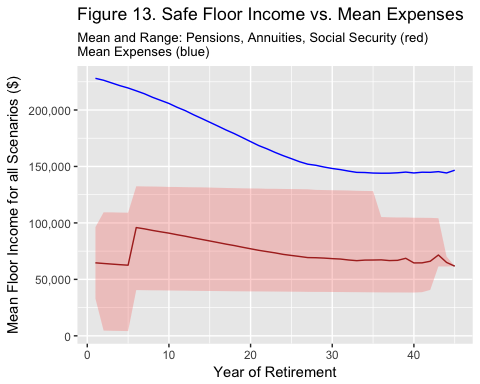 Figure 13. Safe Floor Income vs. Mean Expenses
Mean and Range: Pensions, Annuities, Social Security (red)
Mean Expenses (blue)
Mean Floor Income for all Scenarios ($)
200,000
150,000
100,000
50,000
0
0 10 20 30 40
Year of Retirement